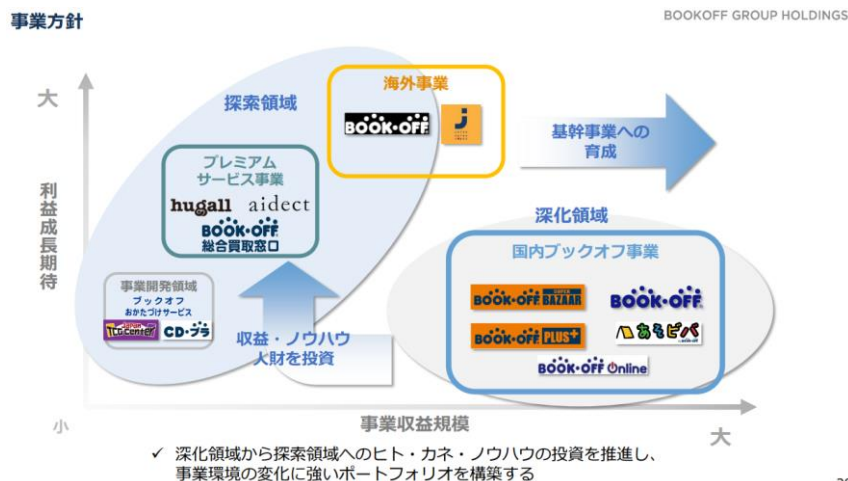 事業方針
BOOKOFF GROUP HOLDINGS
大
利益成長期待
小
探索領域
海外事業
BOOK·OFF
J
基幹事業への
育成
プレミアム
サービス事業
hugall aidect
BOOK·OFF
総合買取窓口
事業開発領域
ブックオフ
おかたづけサービス
Japan
TCG Center
CD·プラ
収益・ノウハウ
人財を投資
深化領域
国内ブックオフ事業
BOOK·OFF SUPER BAZAAR
BOOK·OFF
BOOK·OFF PLUS+
あそビバ
BOOK·OFF Online
事業収益規模
大
✓ 深化領域から探索領域へのヒト・カネ・ノウハウの投資を推進し、
事業環境の変化に強いポートフォリオを構築する